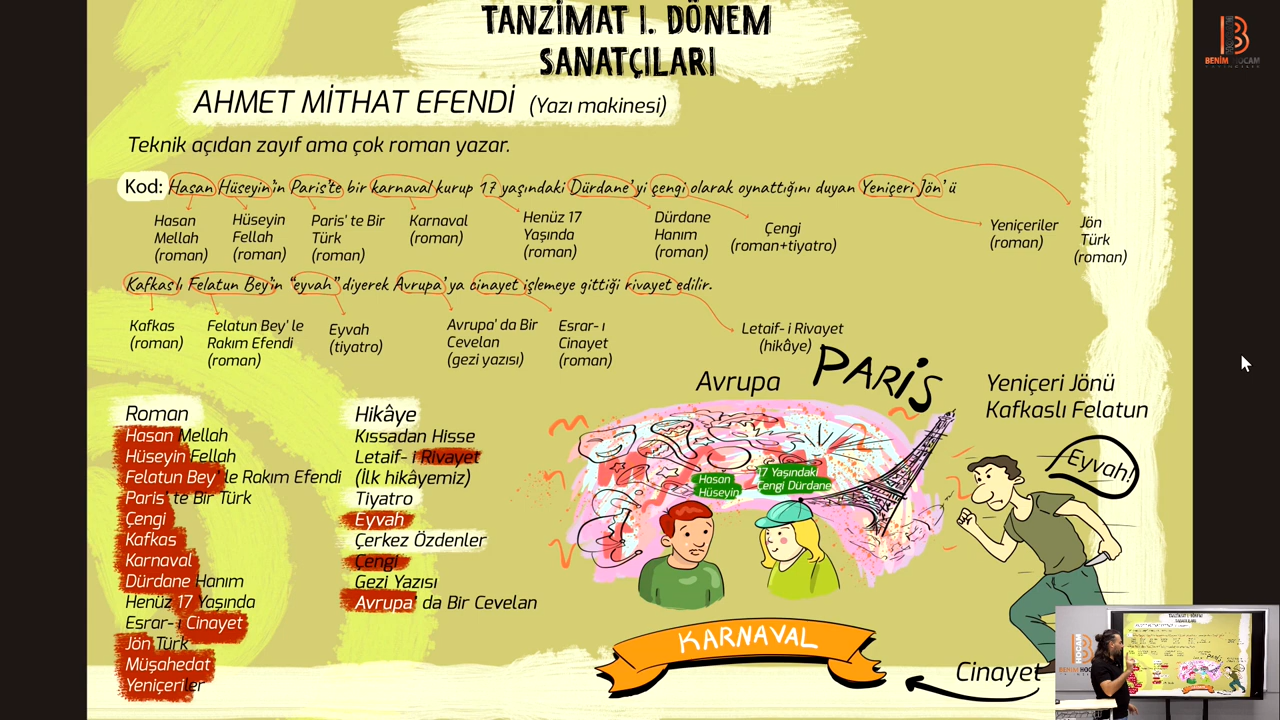 TANZİMAT I. DÖNEM
SANATÇILARI
BENİM HOCAM
AHMET MİTHAT EFENDİ (Yazı makinesi)
Teknik açıdan zayıf ama çok roman yazar.
Kod: Hasan Hüseyin'in Paris'te bir karnaval kurup 17 yaşındaki Dürdane'yi çengi olarak oynattığını duyan Yeniçeri Jön'ü
Hasan
Mellah
(roman)
Hüseyin
Fellah
(roman)
Paris' te Bir
Türk
(roman)
Karnaval
(roman)
Henüz 17
Yaşında
(roman)
Dürdane
Hanım
(roman)
Çengi
(roman+tiyatro)
Yeniçeriler
(roman)
Jön
Türk
(roman)
Kafkaslı Felatun Bey'in "eyvah" diyerek Avrupa'ya cinayet işlemeye gittiği rivayet edilir.
Kafkas
(roman)
Felatun Bey' le
Rakım Efendi
(roman)
Eyvah
(tiyatro)
Avrupa' da Bir
Cevelan
(gezi yazısı)
Esrar- ı
Cinayet
(roman)
Letaif- i Rivayet
(hikâye)
Roman
Hasan Mellah
Hüseyin Fellah
Felatun Bey' le Rakım Efendi
Paris' te Bir Türk
Çengi
Kafkas
Karnaval
Dürdane Hanım
Henüz 17 Yaşında
Esrar- ı Cinayet
Jön Türk
Müşahedat
Yeniçeriler
Hikâye
Kıssadan Hisse
Letaif- i Rivayet
(İlk hikâyemiz)
Tiyatro
Eyvah
Çerkez Özdenler
Çengi
Gezi Yazısı
Avrupa' da Bir Cevelan
Avrupa
PARİS
Hasan
Hüseyin
17 Yaşındaki
Çengi Dürdane
KARNAVAL
Yeniçeri Jönü
Kafkaslı Felatun
Eyvah!
Cinayet